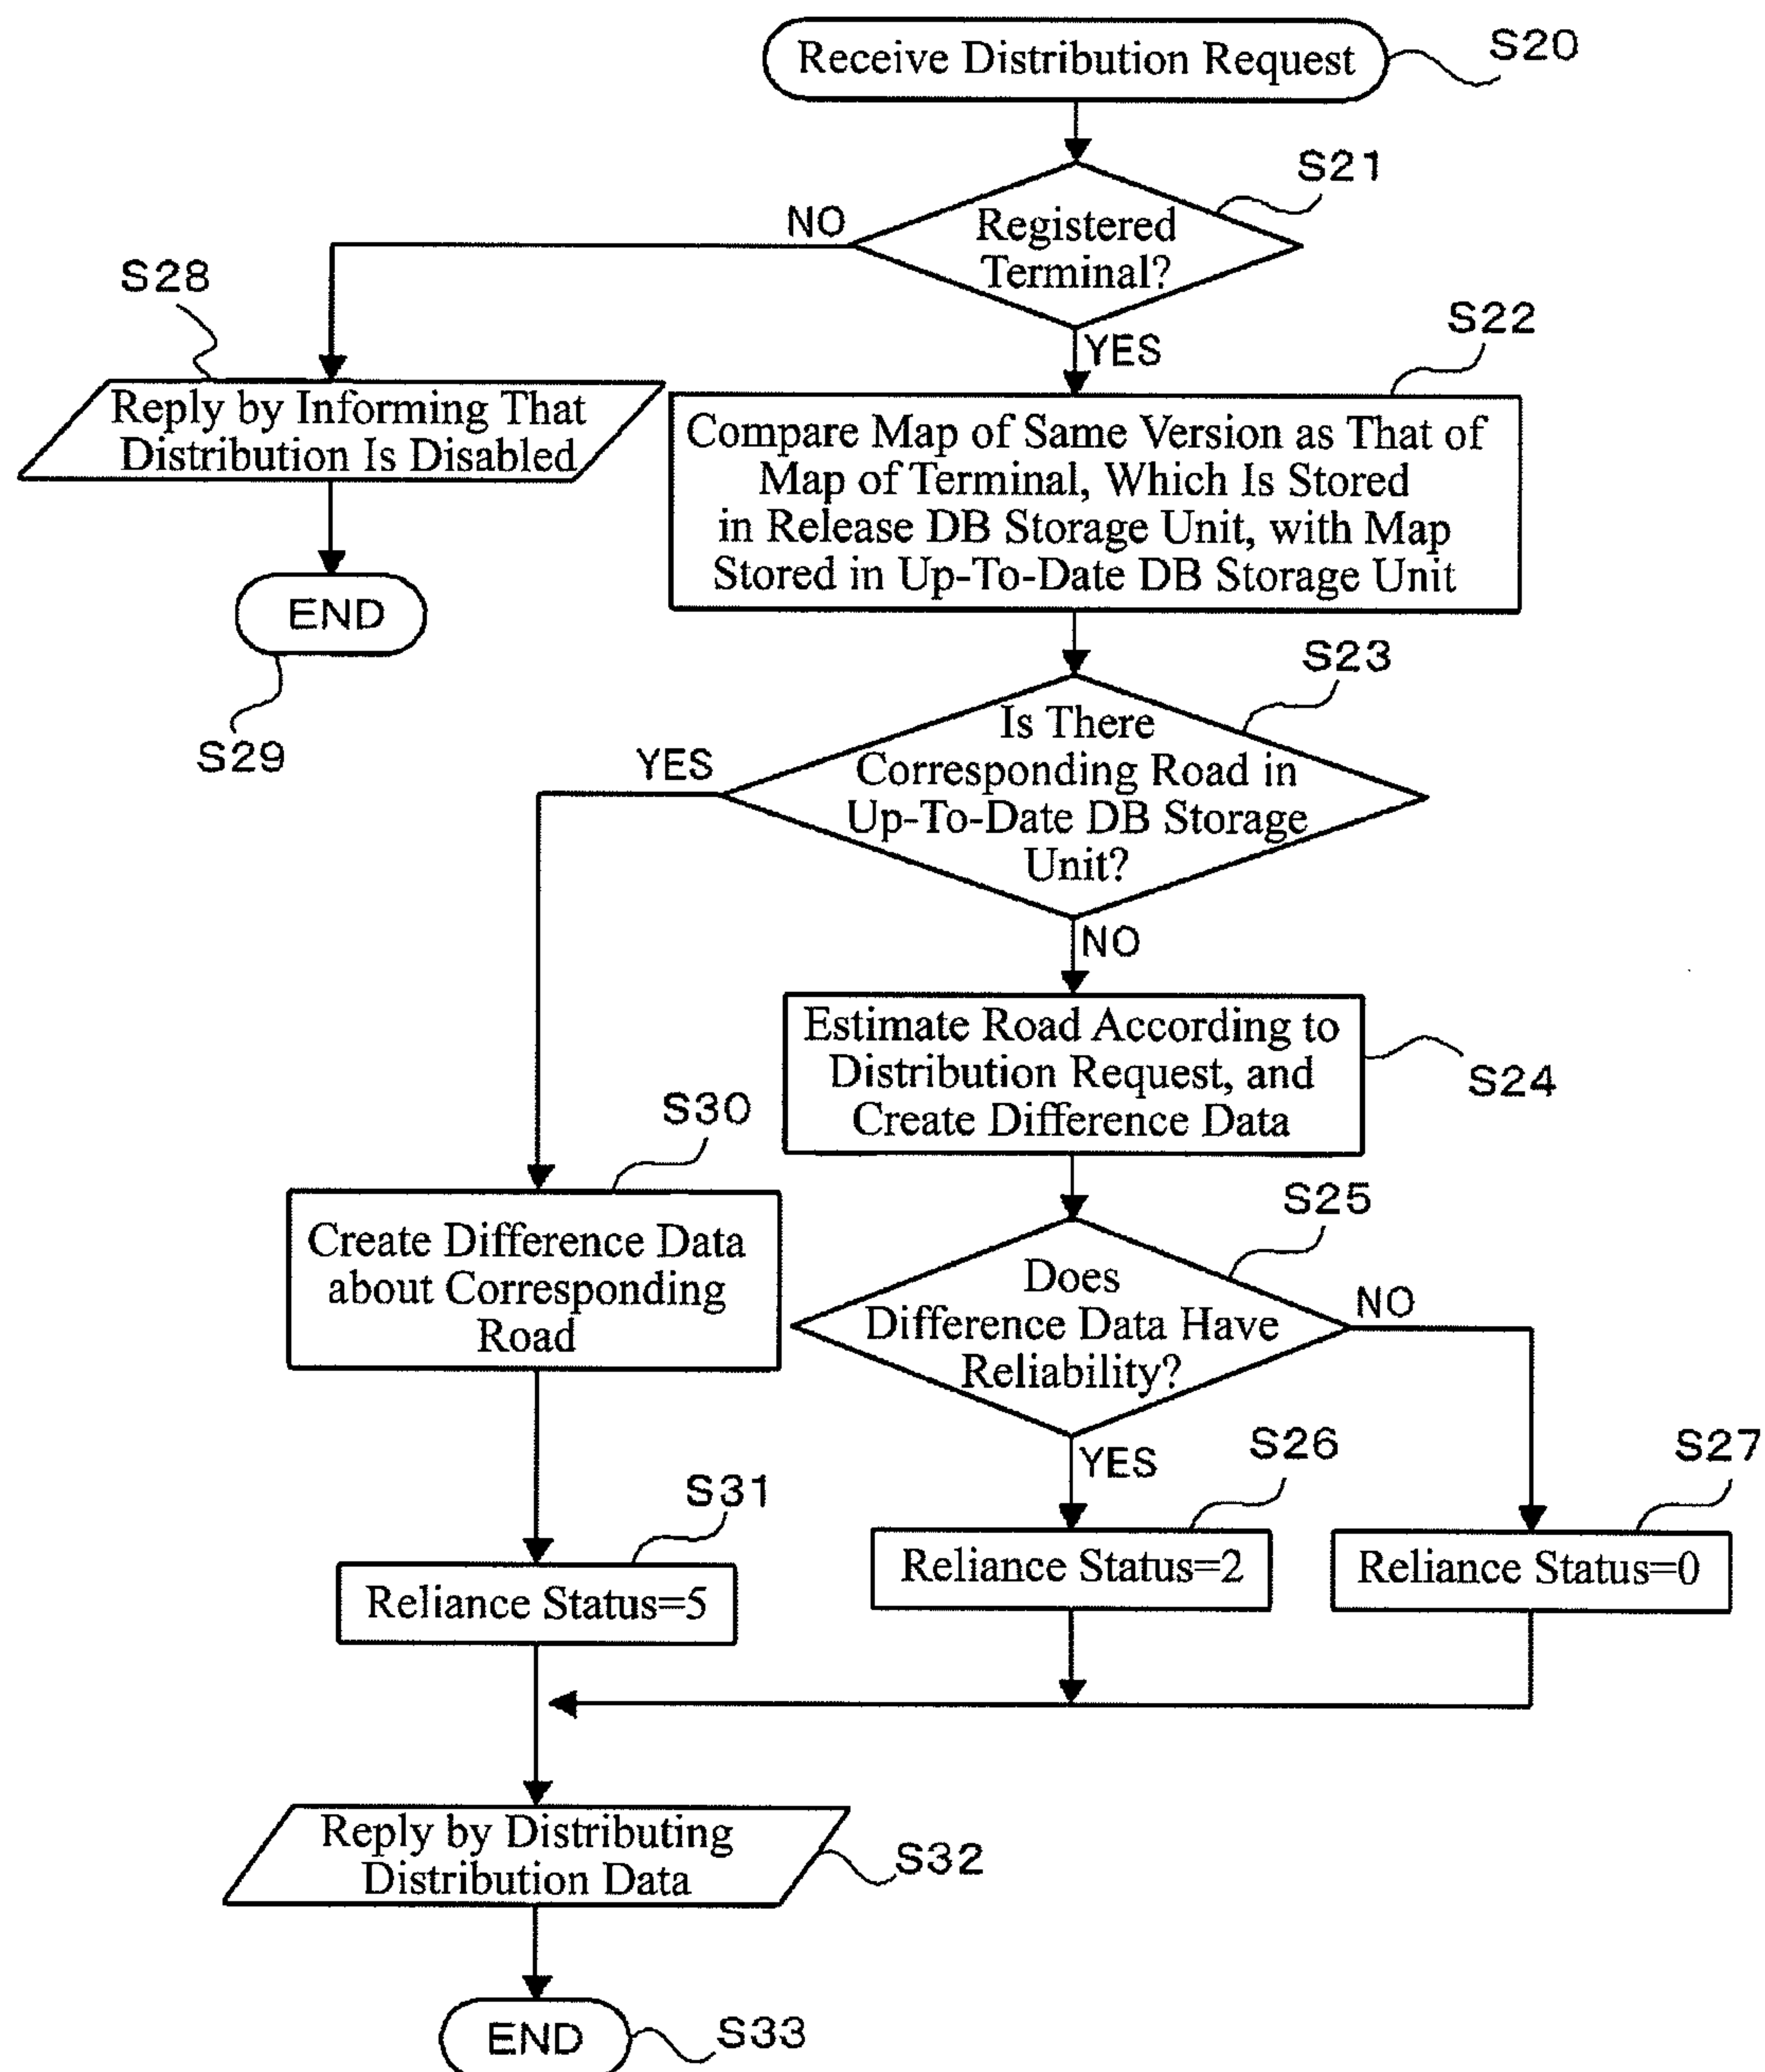 Receive Distribution Request
S20
S21
Registered
Terminal?
NO
YES
S28
Reply by Informing That
Distribution Is Disabled
END
S29
S22
Compare Map of Same Version as That of
Map of Terminal, Which Is Stored
in Release DB Storage Unit, with Map
Stored in Up-To-Date DB Storage Unit
S23
Is There
Corresponding Road in
Up-To-Date DB Storage
Unit?
YES
NO
Estimate Road According to
Distribution Request, and
Create Difference Data
S24
S30
Create Difference Data
about Corresponding
Road
S25
Does
Difference Data Have
Reliability?
NO
YES
S31
Reliance Status=5
S26
Reliance Status=2
S27
Reliance Status=0
Reply by Distributing
Distribution Data
S32
END
S33